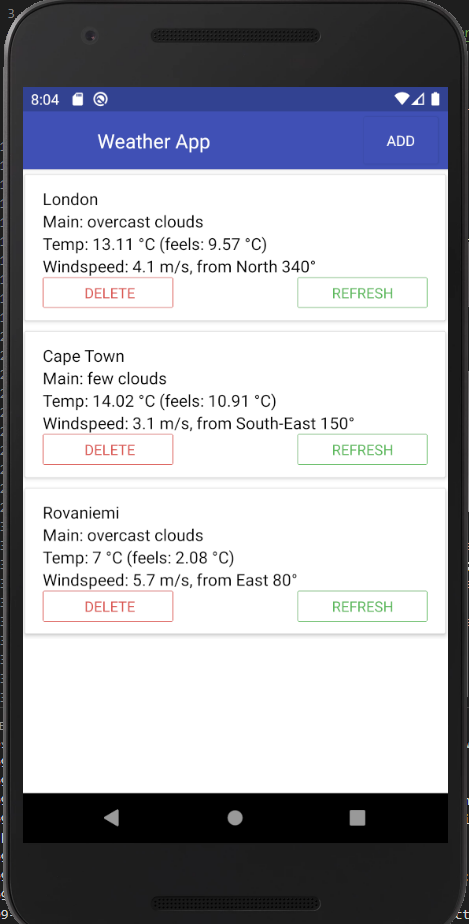 8:04
Weather App
ADD
London
Main: overcast clouds
Temp: 13.11 °C (feels: 9.57 °C)
Windspeed: 4.1 m/s, from North 340°
DELETE REFRESH
Cape Town
Main: few clouds
Temp: 14.02 °C (feels: 10.91 °C)
Windspeed: 3.1 m/s, from South-East 150°
DELETE REFRESH
Rovaniemi
Main: overcast clouds
Temp: 7 °C (feels: 2.08 °C)
Windspeed: 5.7 m/s, from East 80°
DELETE REFRESH